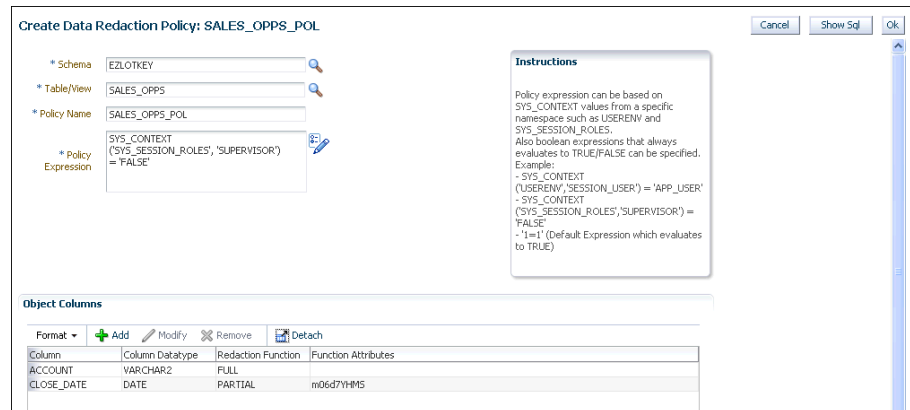 Create Data Redaction Policy: SALES_OPPS_POL
Cancel
Show Sql
Ok
* Schema
EZLOTKEY
* Table/View
SALES_OPPS
* Policy Name
SALES_OPPS_POL
* Policy
Expression
SYS_CONTEXT
('SYS_SESSION_ROLES', 'SUPERVISOR')
= 'FALSE'
Instructions
Policy expression can be based on
SYS_CONTEXT values from a specific
namespace such as USERENV and
SYS_SESSION_ROLES.
Also boolean expressions that always
evaluates to TRUE/FALSE can be specified.
Example:
- SYS_CONTEXT
('USERENV','SESSION_USER') = 'APP_USER'
- SYS_CONTEXT
('SYS_SESSION_ROLES','SUPERVISOR') =
'FALSE'
- '1=1' (Default Expression which evaluates
to TRUE)
Object Columns
Format Add Modify Remove Detach
Column Column Datatype Redaction Function Function Attributes
ACCOUNT VARCHAR2 FULL
CLOSE_DATE DATE PARTIAL m06d7YHMS